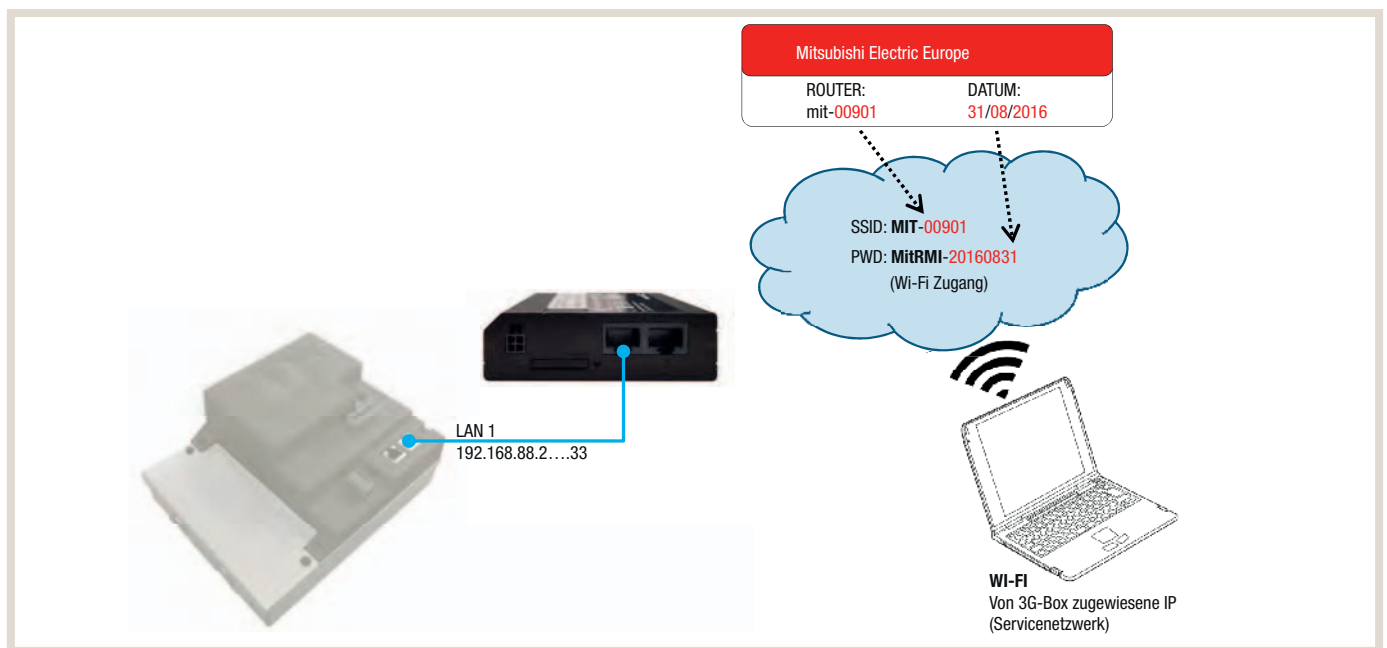 Mitsubishi Electric Europe
ROUTER: DATUM:
mit-00901 31/08/2016
SSID: MIT-00901
PWD: MitRMI-20160831
(Wi-Fi Zugang)
LAN 1
192.168.88.2....33
WI-FI
Von 3G-Box zugewiesene IP
(Servicenetzwerk)